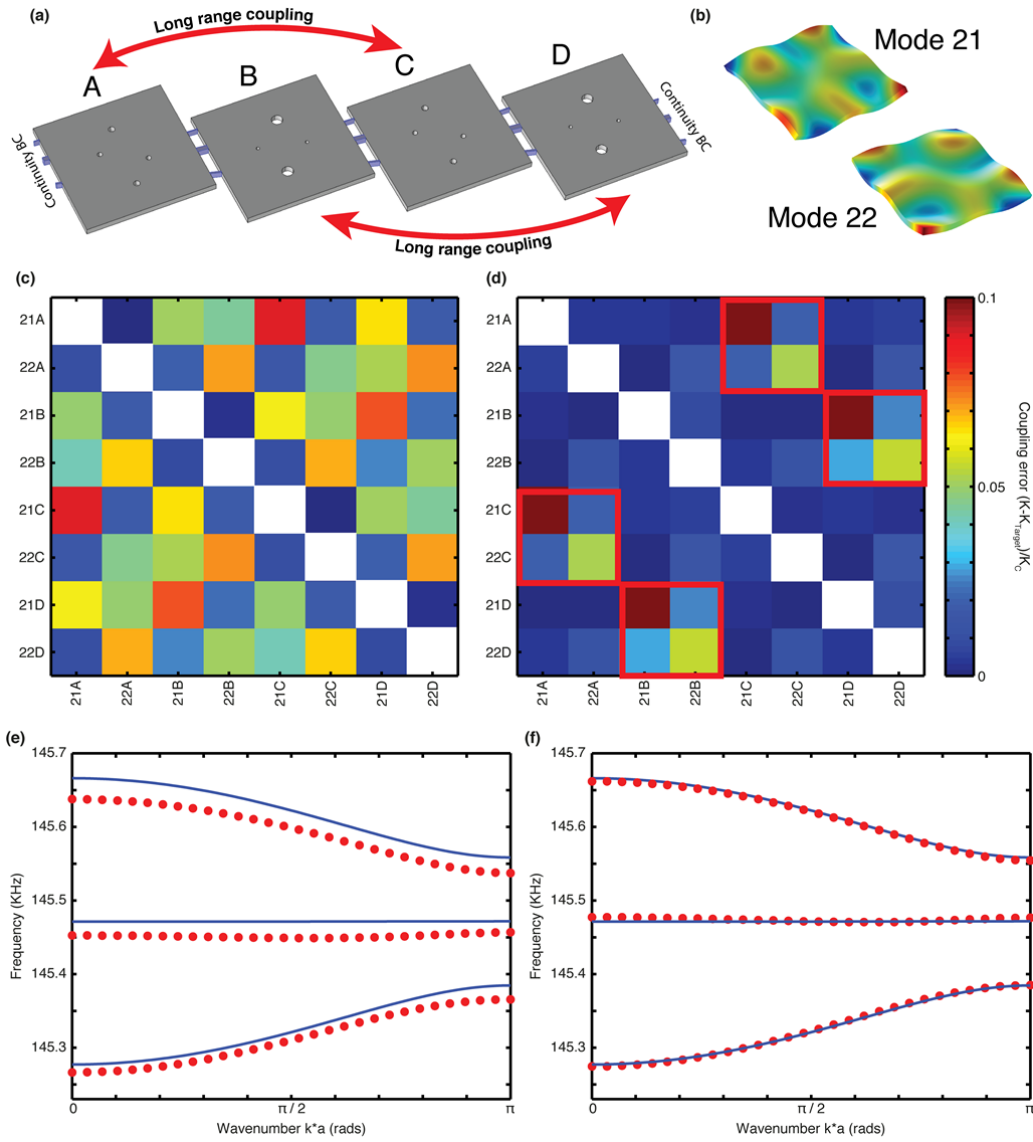 (a)
Long range coupling
A
B
C
D
Continuity BC
Continuity BC
Long range coupling
(b)
Mode 21
Mode 22
(c)
21A
22A
21B
22B
21C
22C
21D
22D
21A
22A
21B
22B
21C
22C
21D
22D
(d)
21A
22A
21B
22B
21C
22C
21D
22D
21A
22A
21B
22B
21C
22C
21D
22D
0.1
0.05
0
Coupling error (K-K_Target)/K_C
(e)
145.7
145.6
145.5
145.4
145.3
Frequency (KHz)
0
π / 2
π
Wavenumber k*a (rads)
(f)
145.7
145.6
145.5
145.4
145.3
Frequency (KHz)
0
π / 2
π
Wavenumber k*a (rads)